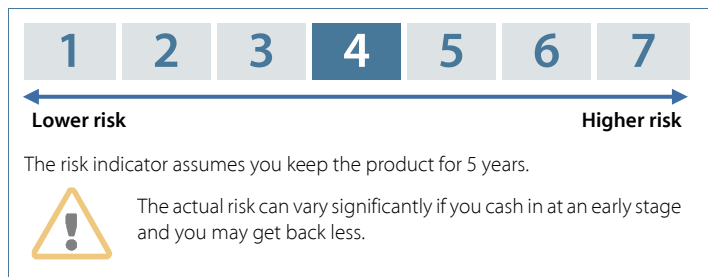 1 2 3 4 5 6 7
Lower risk Higher risk
The risk indicator assumes you keep the product for 5 years.
The actual risk can vary significantly if you cash in at an early stage
and you may get back less.